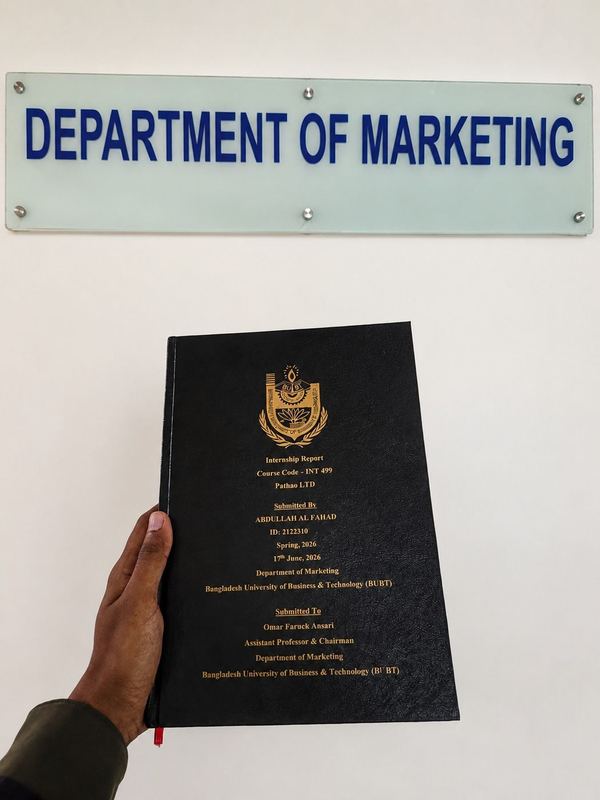 DEPARTMENT OF MARKETING
Internship Report
Course Code - INT 499
Pathao LTD
Submitted By
ABDULLAH AL FAHAD
ID: 2122310
Spring, 2026
17th June, 2026
Department of Marketing
Bangladesh University of Business & Technology (BUBT)
Submitted To
Omar Faruck Ansari
Assistant Professor & Chairman
Department of Marketing
Bangladesh University of Business & Technology (BUBT)